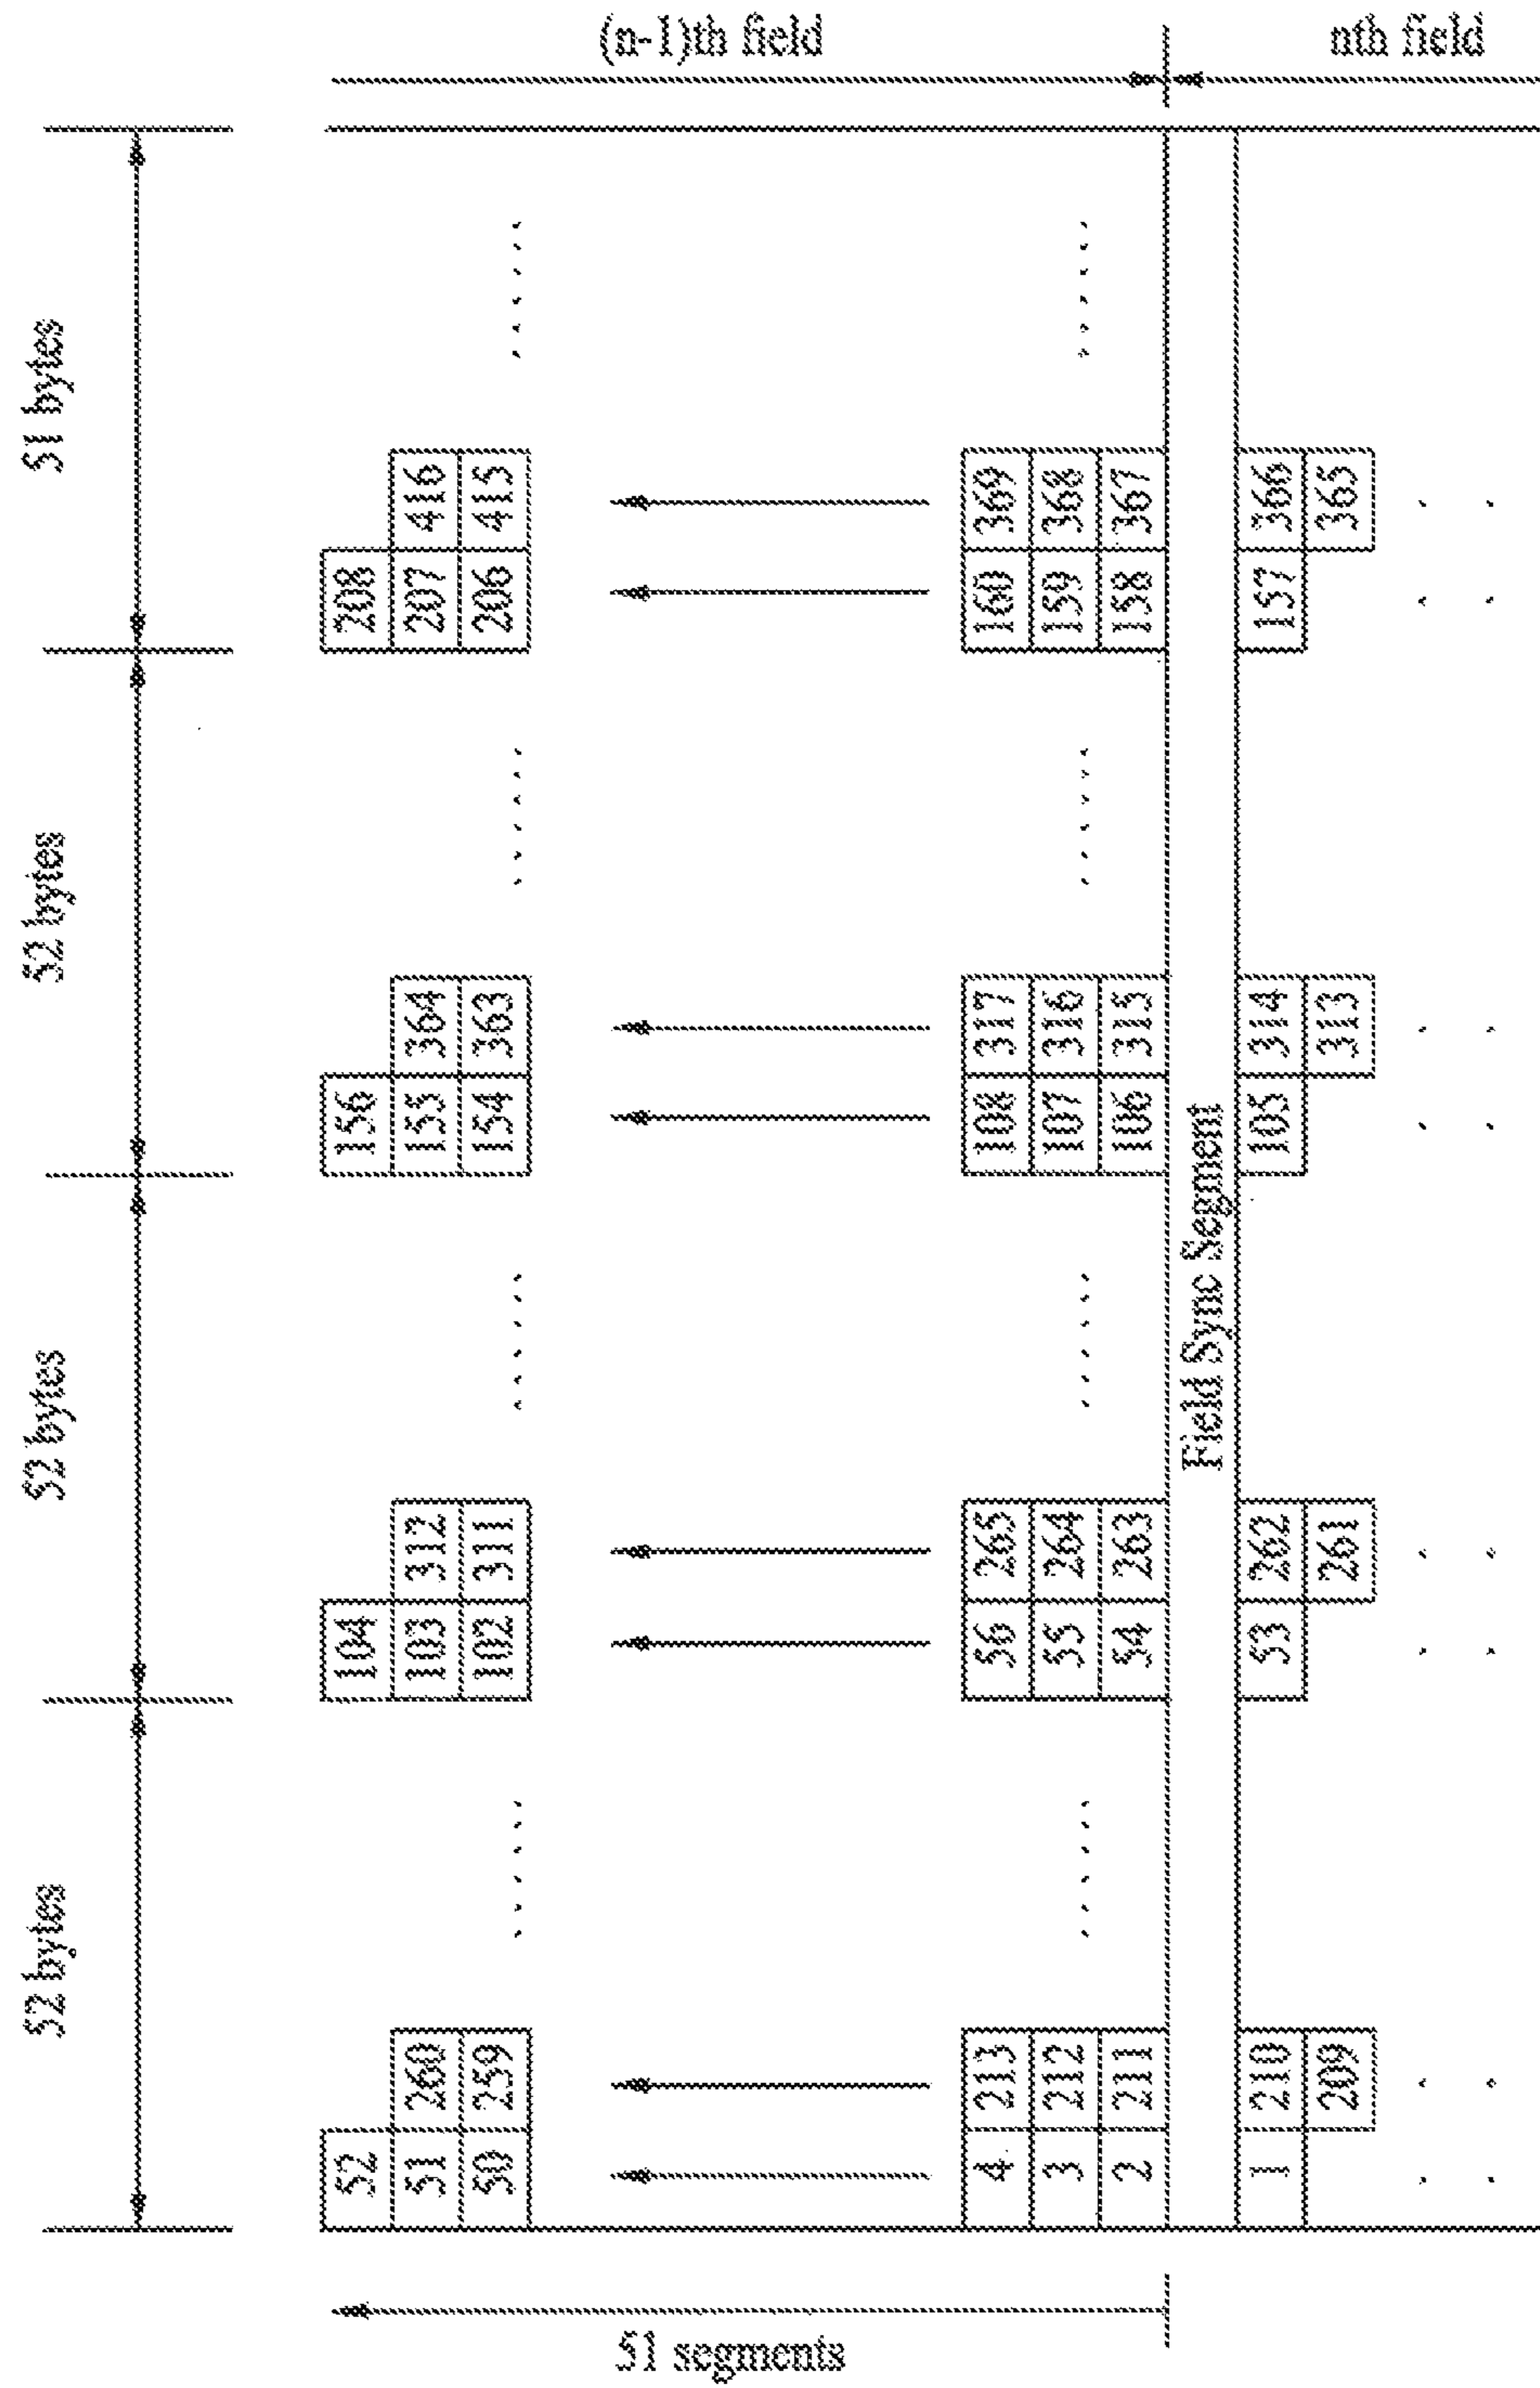 52 bytes 52 bytes 52 bytes 51 bytes
52 104 156 208
51 260 103 312 155 364 207 416
50 259 102 311 154 363 206 415
51 segments
(n-1)th field
4 213 56 265 108 317 160 369
3 212 55 264 107 316 159 368
2 211 54 263 106 315 158 367
Field Sync Segment
1 210 53 262 105 314 157 366
209 261 313 365
nth field